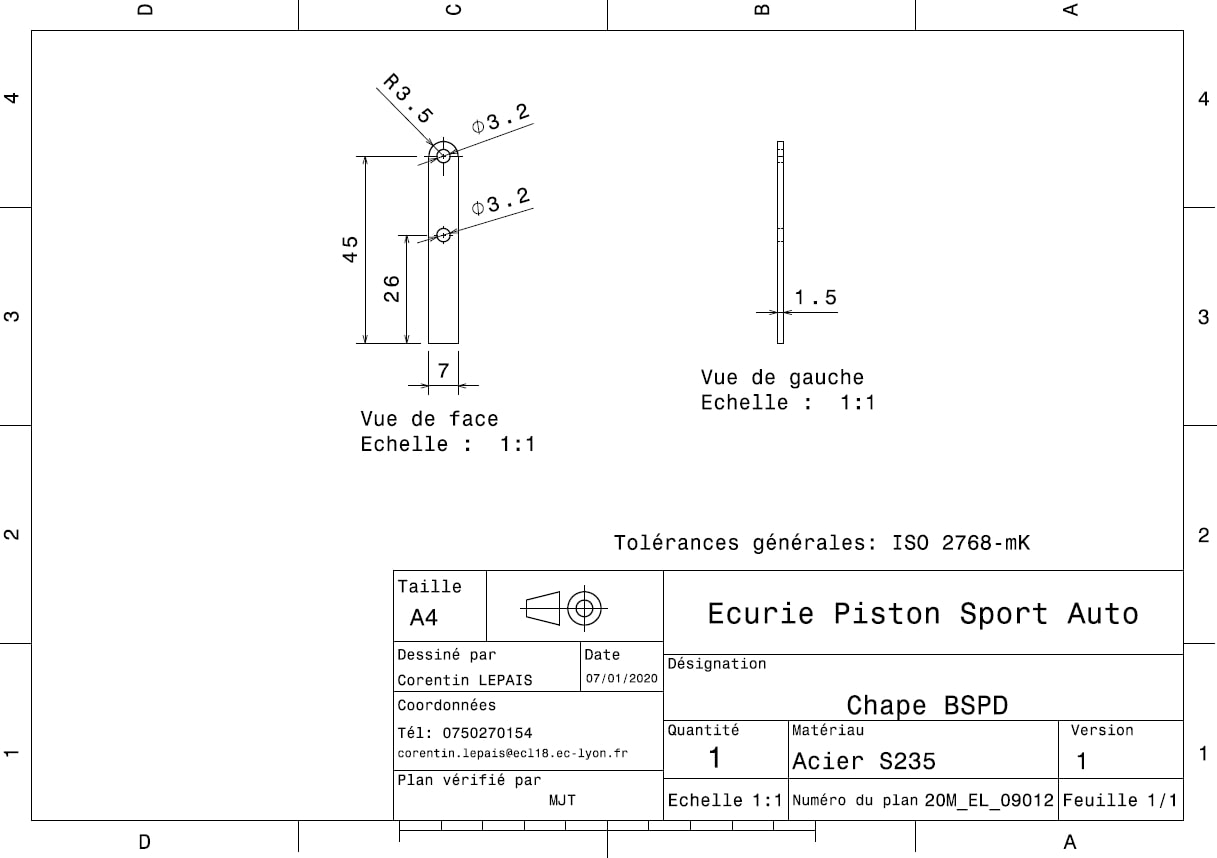 D C B A
4 4
R3.5
⌀3.2
⌀3.2
45
26
7
1.5
3 3
Vue de face
Echelle : 1:1
Vue de gauche
Echelle : 1:1
2 2
Tolérances générales: ISO 2768-mK
Taille
A4
Ecurie Piston Sport Auto
Dessiné par
Corentin LEPAIS
Date
07/01/2020
Désignation
Chape BSPD
Coordonnées
Tél: 0750270154
corentin.lepais@ecl18.ec-lyon.fr
Quantité
1
Matériau
Acier S235
Version
1
1 1
Plan vérifié par
MJT
Echelle 1:1
Numéro du plan 20M_EL_09012
Feuille 1/1
D A